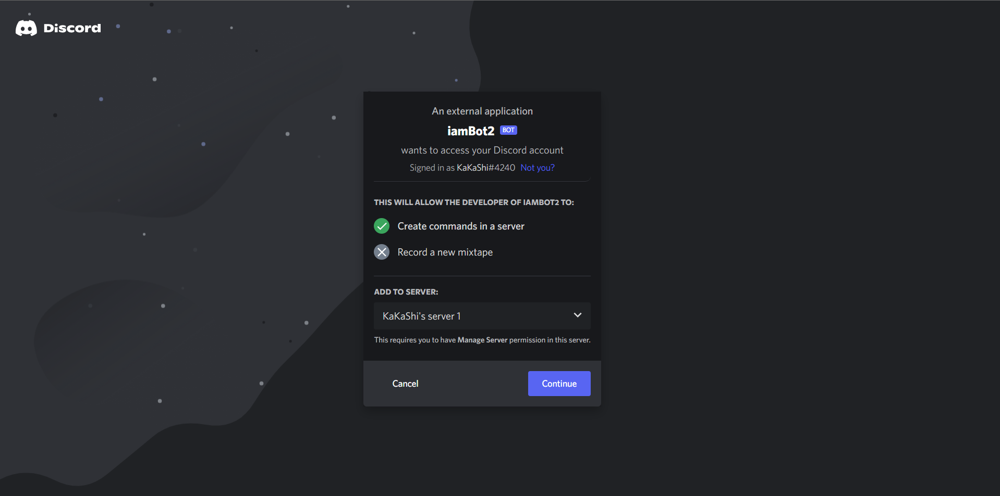 Discord
An external application
iamBot2 BOT
wants to access your Discord account
Signed in as KaKaShi#4240 Not you?
THIS WILL ALLOW THE DEVELOPER OF IAMBOT2 TO:
Create commands in a server
Record a new mixtape
ADD TO SERVER:
KaKaShi's server 1
This requires you to have Manage Server permission in this server.
Cancel
Continue